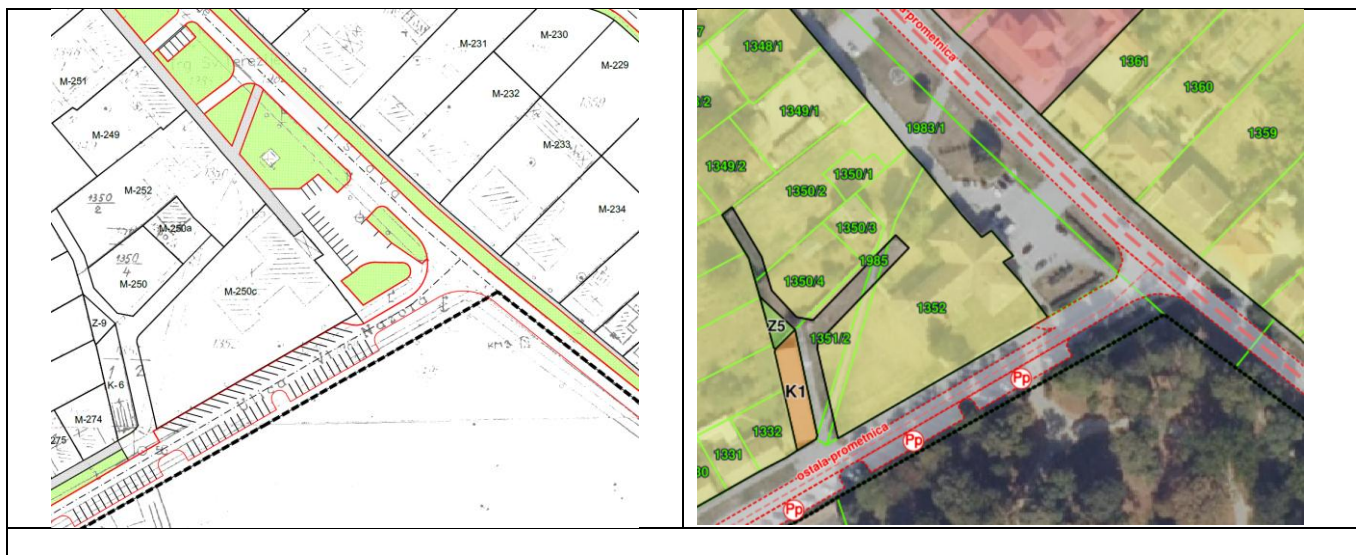 M-231
M-230
M-229
M-251
M-232
M-249
M-233
M-252
1350
2
M-250a
M-234
1350
4
M-250
M-250c
Z-9
1352
K-6
M-274
275
prometnica
1348/1
1361
1360
1349/1
1983/1
1359
1349/2
1350/1
1350/2
1350/3
1985
1350/4
Z5
1352
1351/2
K1
Pp
1332
ostala prometnica
Pp
1331
Pp